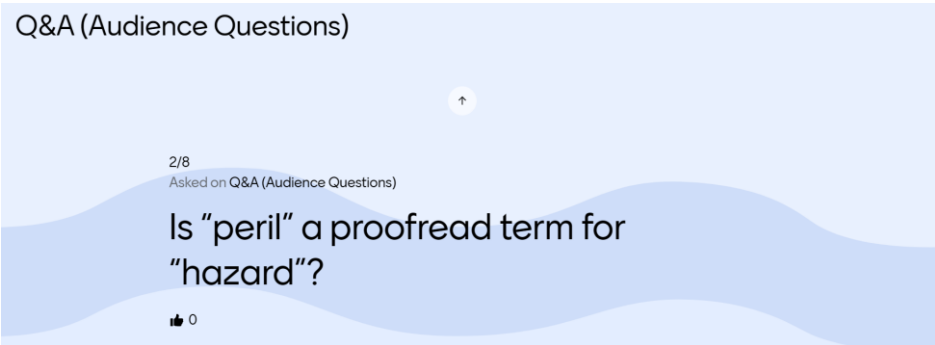 Q&A (Audience Questions)
2/8
Asked on Q&A (Audience Questions)
Is “peril” a proofread term for
“hazard”?
0